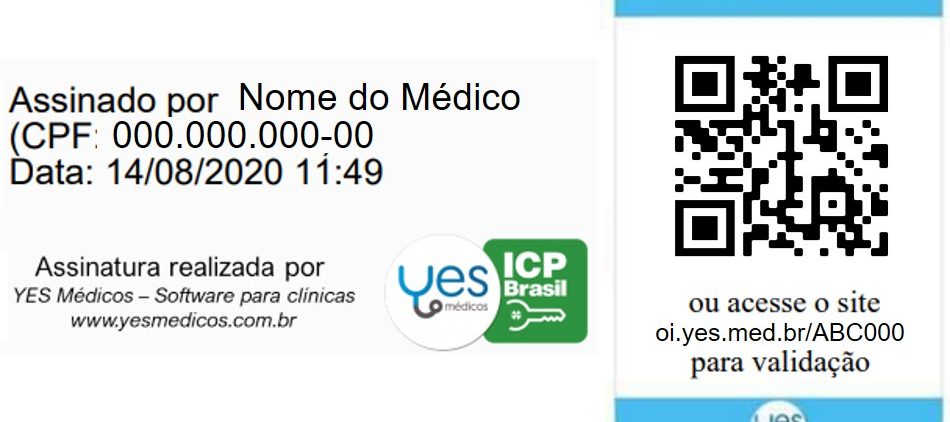 Assinado por Nome do Médico
(CPF: 000.000.000-00
Data: 14/08/2020 11:49
Assinatura realizada por
YES Médicos – Software para clínicas
www.yesmedicos.com.br
yes
médicos
ICP
Brasil
ou acesse o site
oi.yes.med.br/ABC000
para validação
yes